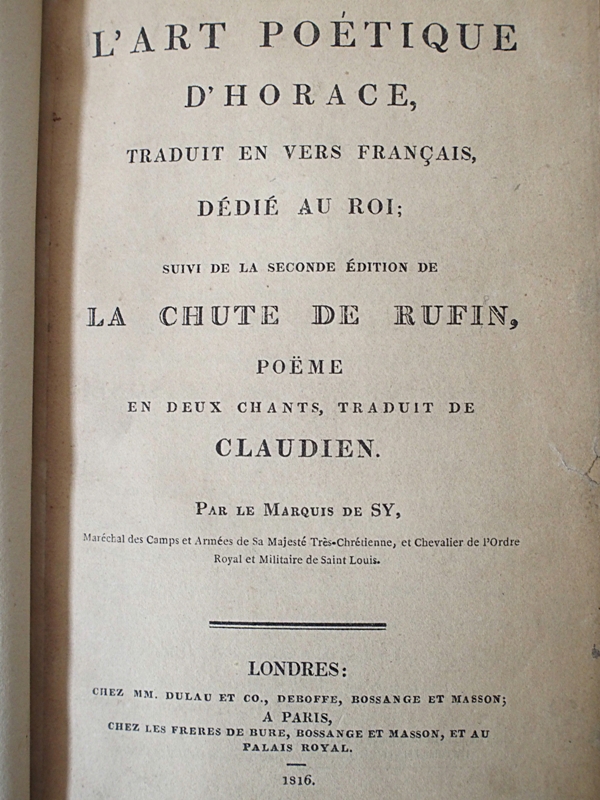 L'ART POÉTIQUE
D'HORACE,
TRADUIT EN VERS FRANÇAIS,
DÉDIÉ AU ROI;
SUIVI DE LA SECONDE ÉDITION DE
LA CHUTE DE RUFIN,
POËME
EN DEUX CHANTS, TRADUIT DE
CLAUDIEN.
PAR LE MARQUIS DE SY,
Maréchal des Camps et Armées de Sa Majesté Très-Chrétienne, et Chevalier de l'Ordre
Royal et Militaire de Saint Louis.
LONDRES:
CHEZ MM. DULAU ET CO., DEBOFFE, BOSSANGE ET MASSON;
A PARIS,
CHEZ LES FRERES DE BURE, BOSSANGE ET MASSON, ET AU
PALAIS ROYAL.
1816.